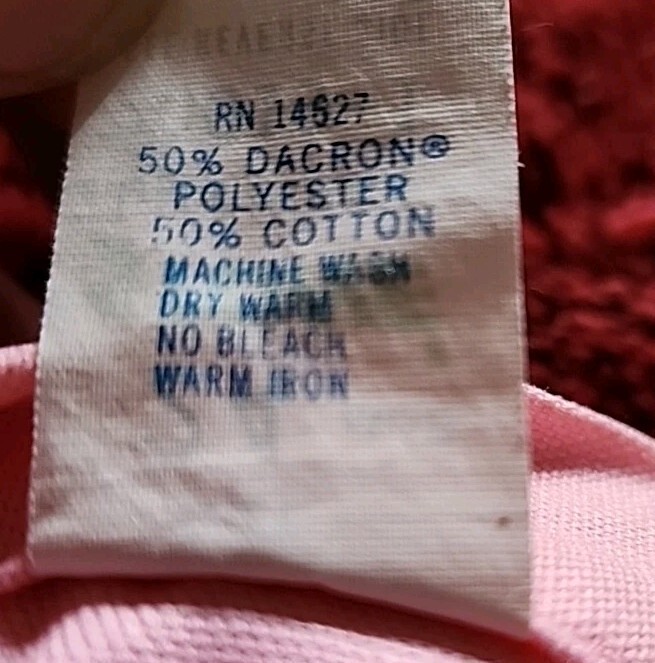 RN 14627
50% DACRON®
POLYESTER
50% COTTON
MACHINE WASH
DRY WARM
NO BLEACH
WARM IRON